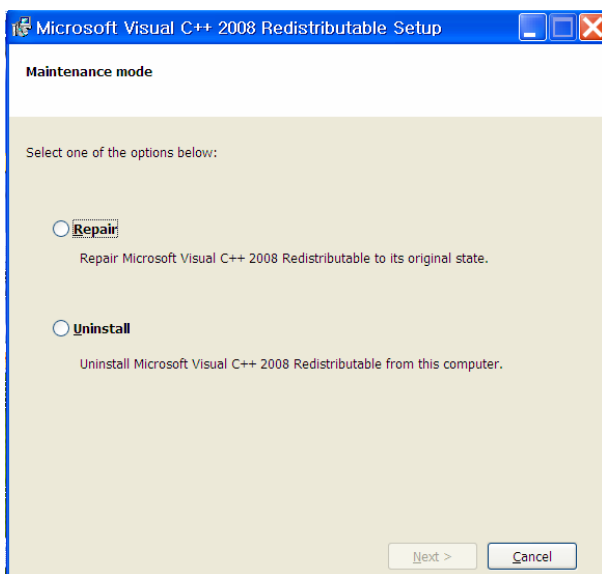 Microsoft Visual C++ 2008 Redistributable Setup
Maintenance mode
Select one of the options below:
Repair
Repair Microsoft Visual C++ 2008 Redistributable to its original state.
Uninstall
Uninstall Microsoft Visual C++ 2008 Redistributable from this computer.
Next >
Cancel